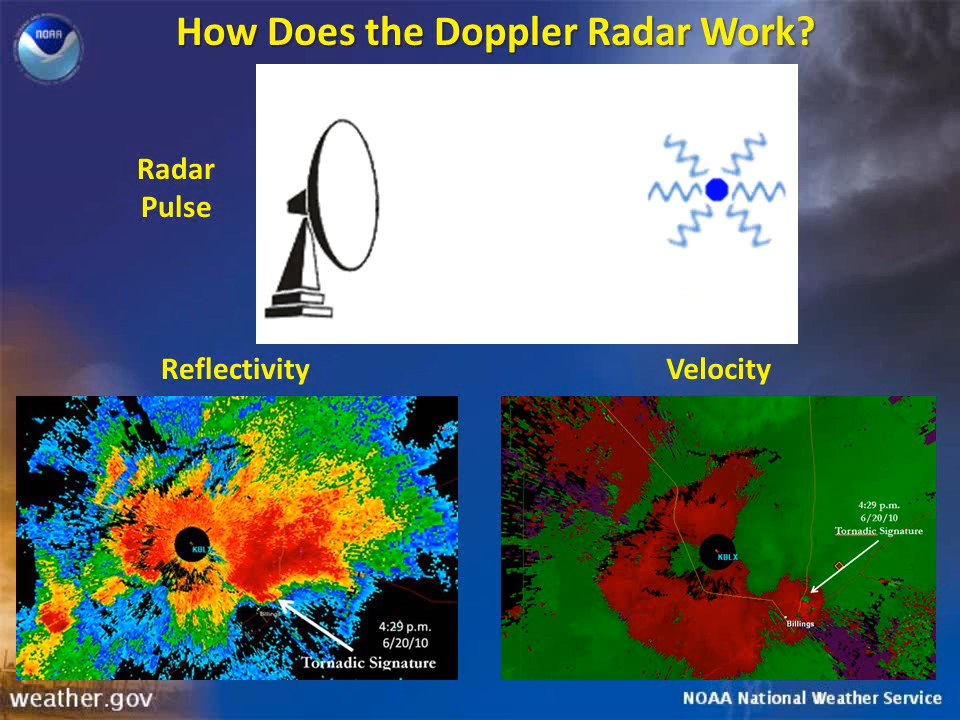 NOAA
How Does the Doppler Radar Work?
Radar
Pulse
Reflectivity
Velocity
KBLX
Billings
4:29 p.m.
6/20/10
Tornadic Signature
4:29 p.m.
6/20/10
Tornadic Signature
KBLX
Billings
weather.gov
NOAA National Weather Service